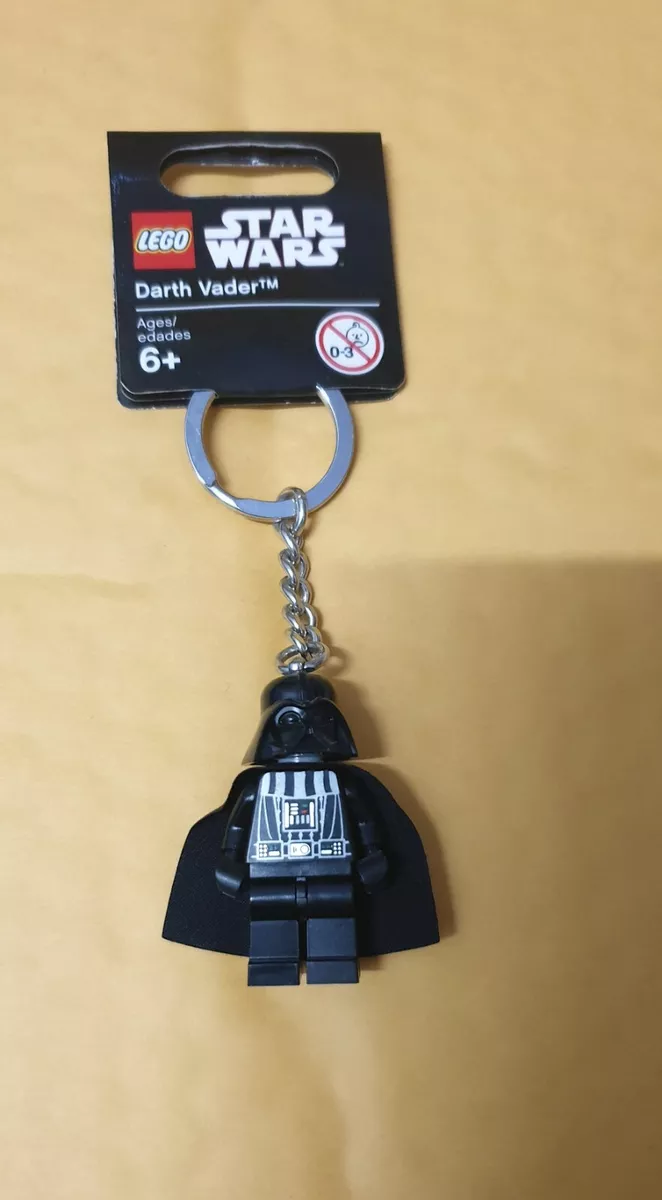 LEGO
STAR
WARS
Darth Vader™
Ages/
edades
6+
0-3